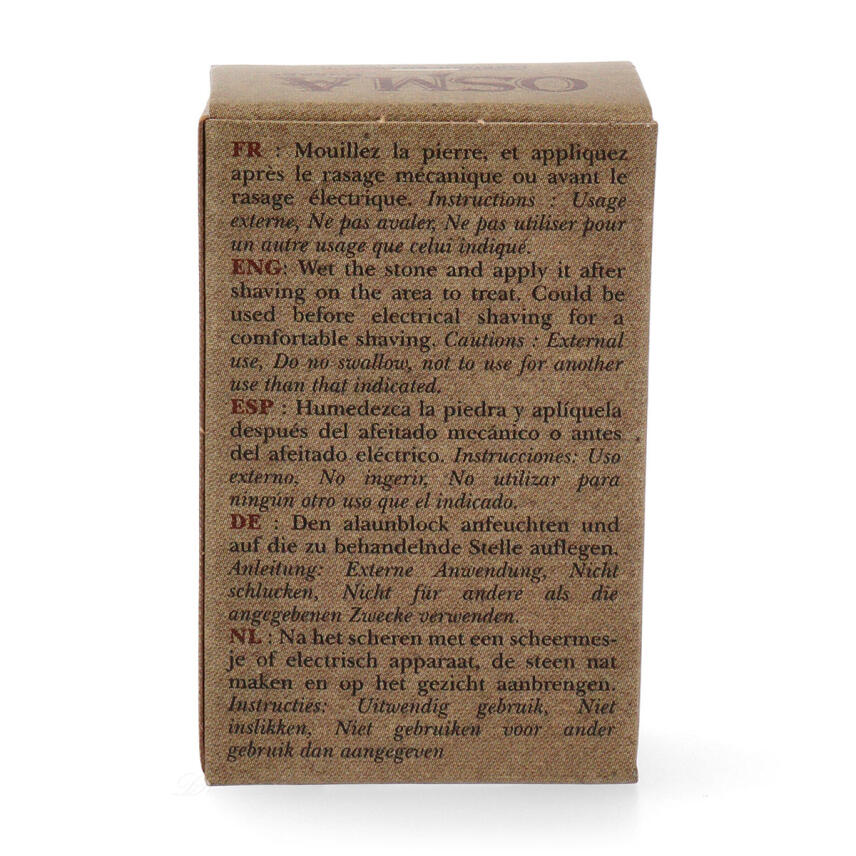 OSMA
FR : Mouillez la pierre, et appliquez
après le rasage mécanique ou avant le
rasage électrique. Instructions : Usage
externe, Ne pas avaler, Ne pas utiliser pour
un autre usage que celui indiqué.
ENG: Wet the stone and apply it after
shaving on the area to treat. Could be
used before electrical shaving for a
comfortable shaving. Cautions : External
use, Do no swallow, not to use for another
use than that indicated.
ESP : Humedezca la piedra y aplíquela
después del afeitado mecánico o antes
del afeitado eléctrico. Instrucciones: Uso
externo, No ingerir, No utilizar para
ningún otro uso que el indicado.
DE : Den alaunblock anfeuchten und
auf die zu behandelnde Stelle auflegen.
Anleitung: Externe Anwendung, Nicht
schlucken, Nicht für andere als die
angegebenen Zwecke verwenden.
NL : Na het scheren met een scheermes-
je of electrisch apparaat, de steen nat
maken en op het gezicht aanbrengen.
Instructies: Uitwendig gebruik, Niet
inslikken, Niet gebruiken voor ander
gebruik dan aangegeven